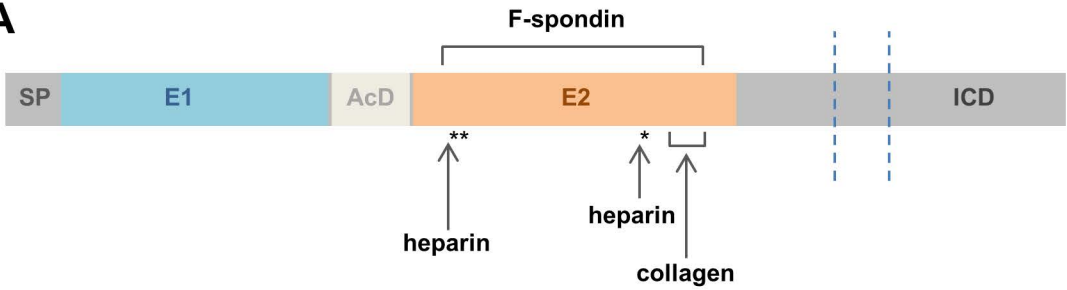 A
F-spondin
SP E1 AcD E2 ICD
** *
heparin
heparin
collagen